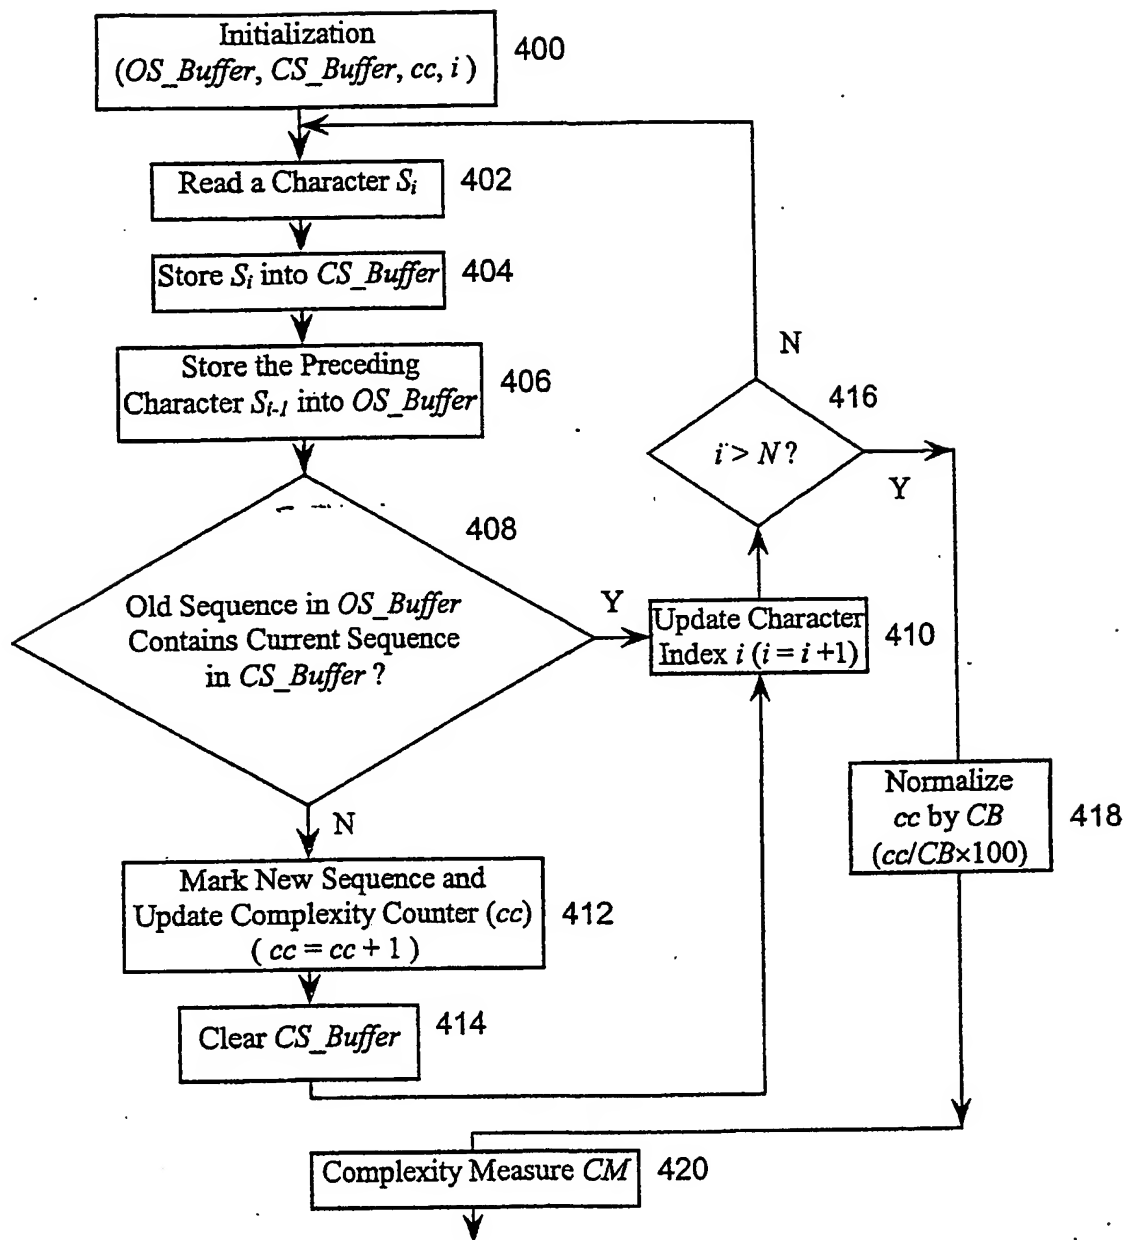 Initialization
(OS_Buffer, CS_Buffer, cc, i )
400
Read a Character Si
402
Store Si into CS_Buffer
404
Store the Preceding
Character Si-1 into OS_Buffer
406
408
Old Sequence in OS_Buffer
Contains Current Sequence
in CS_Buffer ?
Y
N
Update Character
Index i (i = i +1)
410
Mark New Sequence and
Update Complexity Counter (cc)
( cc = cc + 1 )
412
Clear CS_Buffer
414
N
416
i > N ?
Y
Normalize
cc by CB
(cc/CB×100)
418
Complexity Measure CM
420